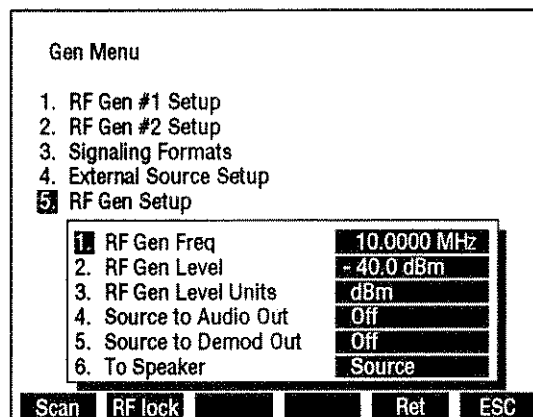 Gen Menu
1. RF Gen #1 Setup
2. RF Gen #2 Setup
3. Signaling Formats
4. External Source Setup
5. RF Gen Setup
1. RF Gen Freq 10.0000 MHz
2. RF Gen Level - 40.0 dBm
3. RF Gen Level Units dBm
4. Source to Audio Out Off
5. Source to Demod Out Off
6. To Speaker Source
Scan RF lock Ret ESC